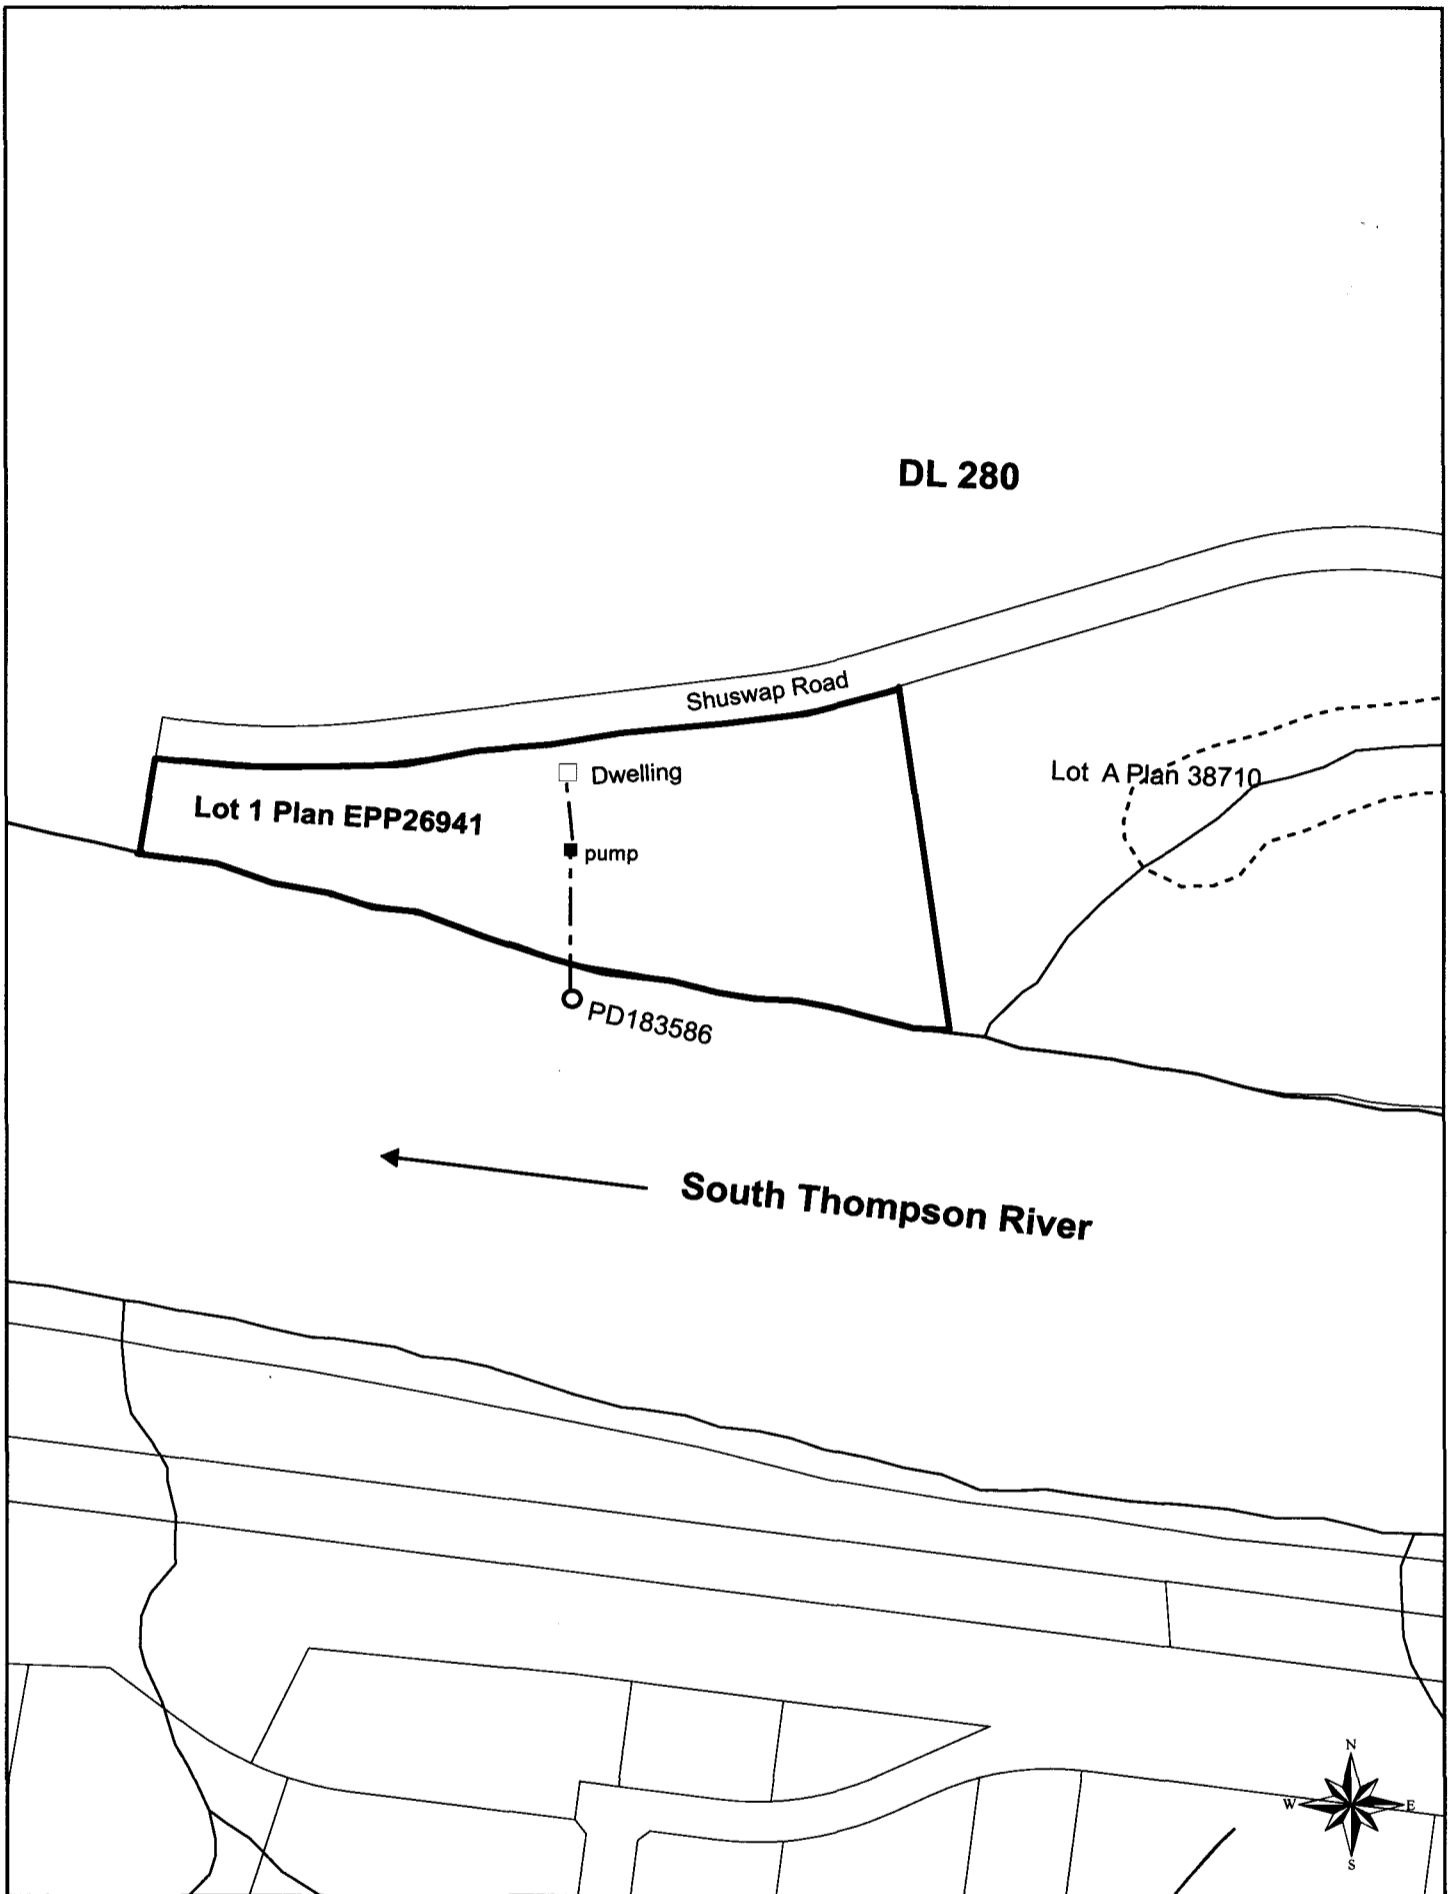 DL 280
Shuswap Road
Dwelling
Lot A Plan 38710
Lot 1 Plan EPP26941
pump
PD183586
South Thompson River
N
W E
S